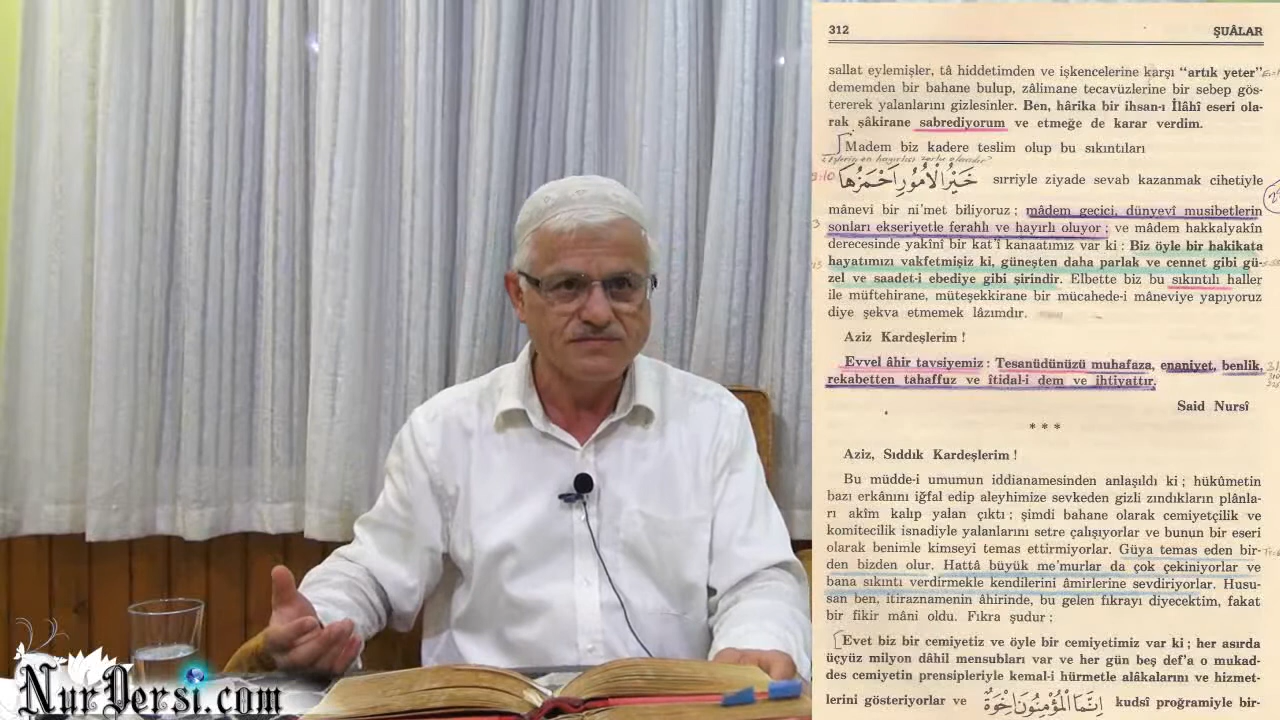 312 ŞUÂLAR
sallat eylemişler, tâ hiddetimden ve işkencelerine karşı “artık yeter”
dememden bir bahane bulup, zâlimane tecavüzlerine bir sebep gös-
tererek yalanlarını gizlesinler. Ben, hârika bir ihsan-ı İlâhî eseri ola-
rak şâkirane sabrediyorum ve etmeğe de karar verdim.
Madem biz kadere teslim olup bu sıkıntıları
خَيْرُ الْاُمُورِ اَحْمَزُهَا sırriyle ziyade sevab kazanmak cihetiyle
mânevi bir ni'met biliyoruz ; mâdem geçici, dünyevî musibetlerin
sonları ekseriyetle ferahlı ve hayırlı oluyor ; ve mâdem hakkalyakîn
derecesinde yakînî bir kat'î kanaatımız var ki ; Biz öyle bir hakikata
hayatımızı vakfetmişiz ki, güneşten daha parlak ve cennet gibi gü-
zel ve saadet-i ebediye gibi şirindir. Elbette biz bu sıkıntılı haller
ile müftehirane, müteşekkirane bir mücahede-i mâneviye yapıyoruz
diye şekva etmemek lâzımdır.
Aziz Kardeşlerim !
Evvel âhir tavsiyemiz : Tesanüdünüzü muhafaza, enaniyet, benlik,
rekabetten tahaffuz ve îtidal-i dem ve ihtiyattır.
Said Nursî
* * *
Aziz, Sıddık Kardeşlerim !
Bu müdde-i umumun iddianamesinden anlaşıldı ki ; hükûmetin
bazı erkânını iğfal edip aleyhimize sevkeden gizli zındıkların plânla-
rı akîm kalıp yalan çıktı ; şimdi bahane olarak cemiyetçilik ve
komitecilik isnadiyle yalanlarını setre çalışıyorlar ve bunun bir eseri
olarak benimle kimseyi temas ettirmiyorlar. Güya temas eden bir-
den bizden olur. Hattâ büyük me'murlar da çok çekiniyorlar ve
bana sıkıntı verdirmekle kendilerini âmirlerine sevdiriyorlar. Husu-
san ben, itiraznamenin âhirinde, bu gelen fıkrayı diyecektim, fakat
bir fikir mâni oldu. Fıkra şudur ;
Evet biz bir cemiyetiz ve öyle bir cemiyetimiz var ki ; her asırda
üçyüz milyon dâhil mensubları var ve her gün beş def'a o mukad-
des cemiyetin prensipleriyle kemal-i hürmetle alâkalarını ve hizmet-
lerini gösteriyorlar ve اِنَّمَا الْمُؤْمِنُونَ اِخْوَةٌ kudsî proğramiyle bir-
NurDersi.com